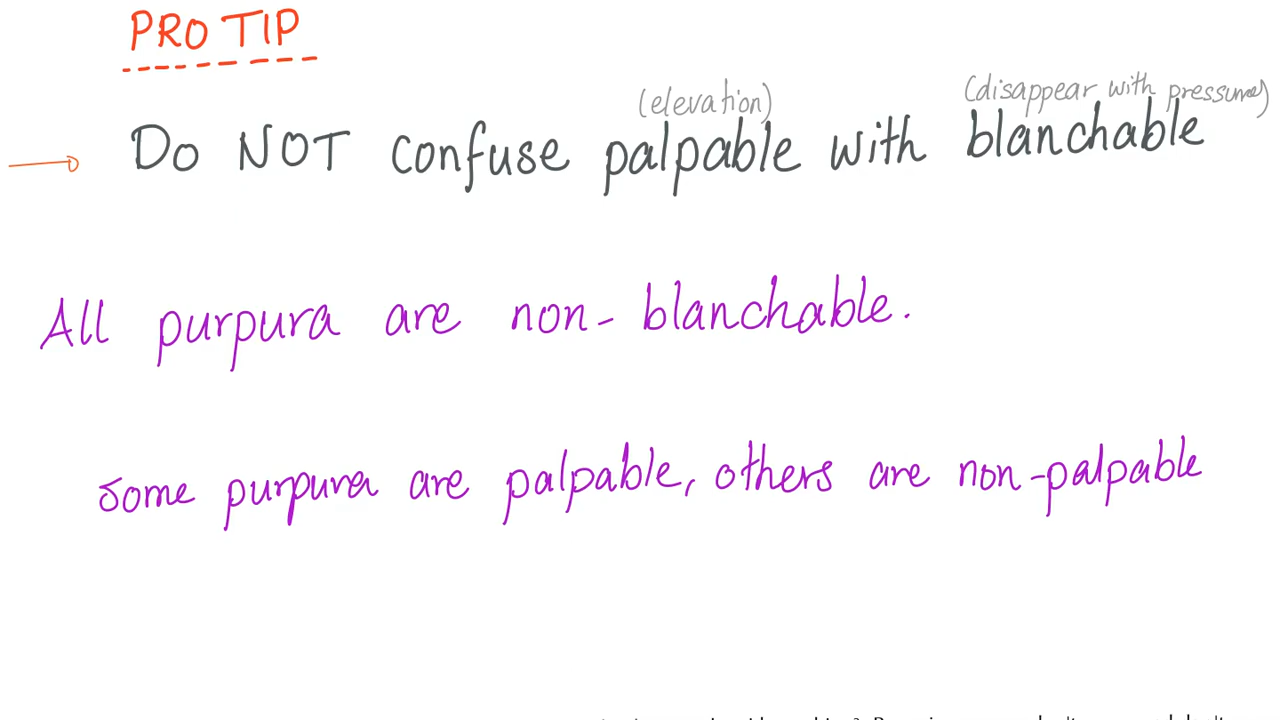 PRO TIP
(elevation) (disappear with pressure)
Do NOT confuse palpable with blanchable
All purpura are non-blanchable.
some purpura are palpable, others are non-palpable